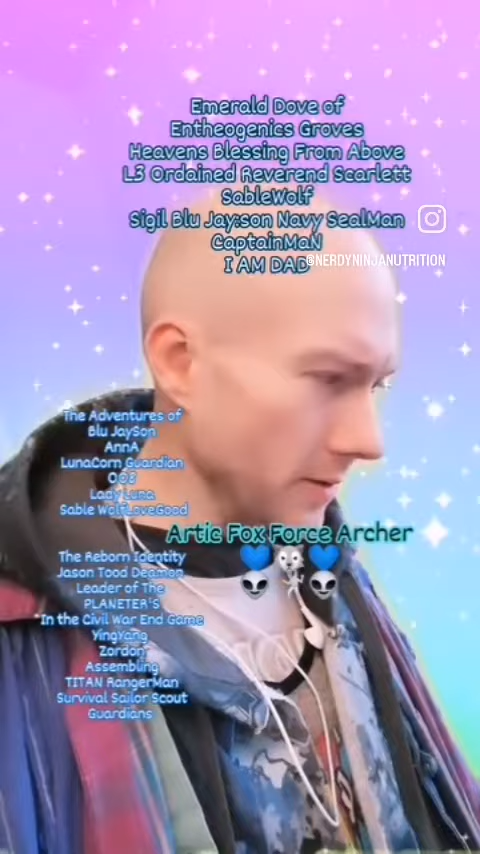 Emerald Dove of
Entheogenics Groves
Heavens Blessing From Above
L3 Ordained Reverend Scarlett
SableWolf
Sigil Blu Jay:son Navy SealMan
CaptainMaN
I AM DAD
@NERDYNINJANUTRITION
The Adventures of
Blu JaySon
AnnA
LunaCorn Guardian
008
Lady Luna
Sable WolfLoveGood
Artic Fox Force Archer
The Reborn Identity
Jason Tood Deamon
Leader of The
PLANETER'S
"In the Civil War End Game
YingYang
Zordon
Assembling
TITAN RangerMan
Survival Sailor Scout
Guardians